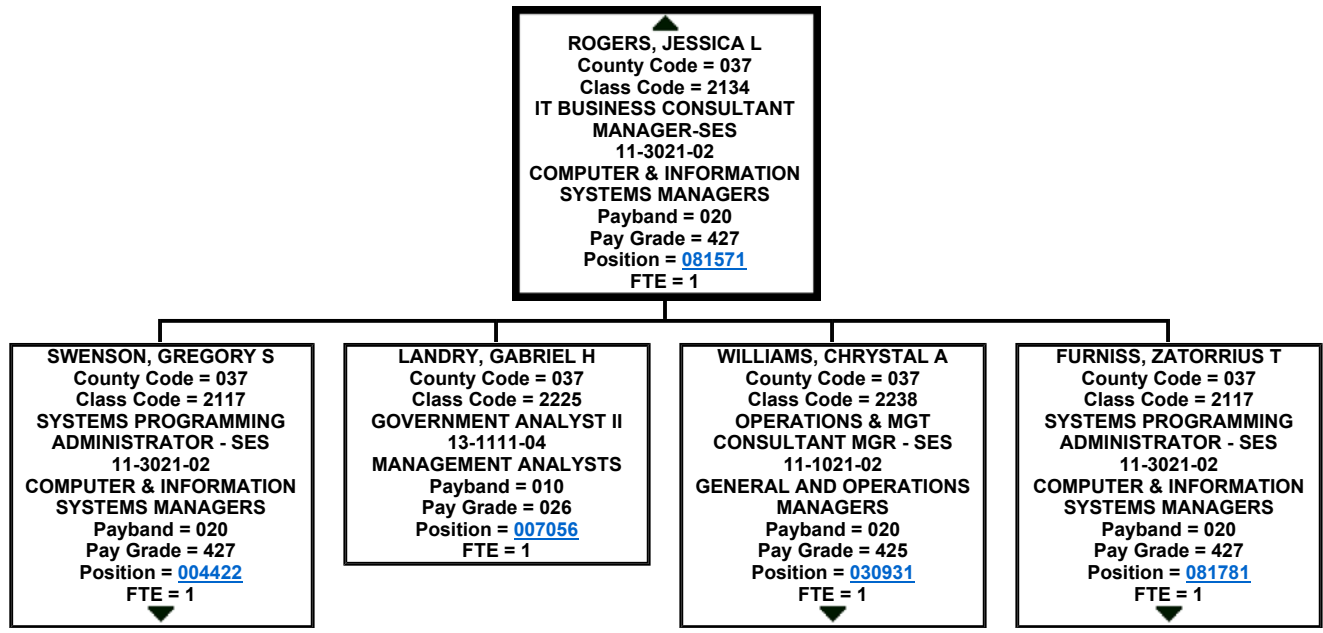 ROGERS, JESSICA L
County Code = 037
Class Code = 2134
IT BUSINESS CONSULTANT
MANAGER-SES
11-3021-02
COMPUTER & INFORMATION
SYSTEMS MANAGERS
Payband = 020
Pay Grade = 427
Position = 081571
FTE = 1
SWENSON, GREGORY S
County Code = 037
Class Code = 2117
SYSTEMS PROGRAMMING
ADMINISTRATOR - SES
11-3021-02
COMPUTER & INFORMATION
SYSTEMS MANAGERS
Payband = 020
Pay Grade = 427
Position = 004422
FTE = 1
LANDRY, GABRIEL H
County Code = 037
Class Code = 2225
GOVERNMENT ANALYST II
13-1111-04
MANAGEMENT ANALYSTS
Payband = 010
Pay Grade = 026
Position = 007056
FTE = 1
WILLIAMS, CHRYSTAL A
County Code = 037
Class Code = 2238
OPERATIONS & MGT
CONSULTANT MGR - SES
11-1021-02
GENERAL AND OPERATIONS
MANAGERS
Payband = 020
Pay Grade = 425
Position = 030931
FTE = 1
FURNISS, ZATORRIUS T
County Code = 037
Class Code = 2117
SYSTEMS PROGRAMMING
ADMINISTRATOR - SES
11-3021-02
COMPUTER & INFORMATION
SYSTEMS MANAGERS
Payband = 020
Pay Grade = 427
Position = 081781
FTE = 1